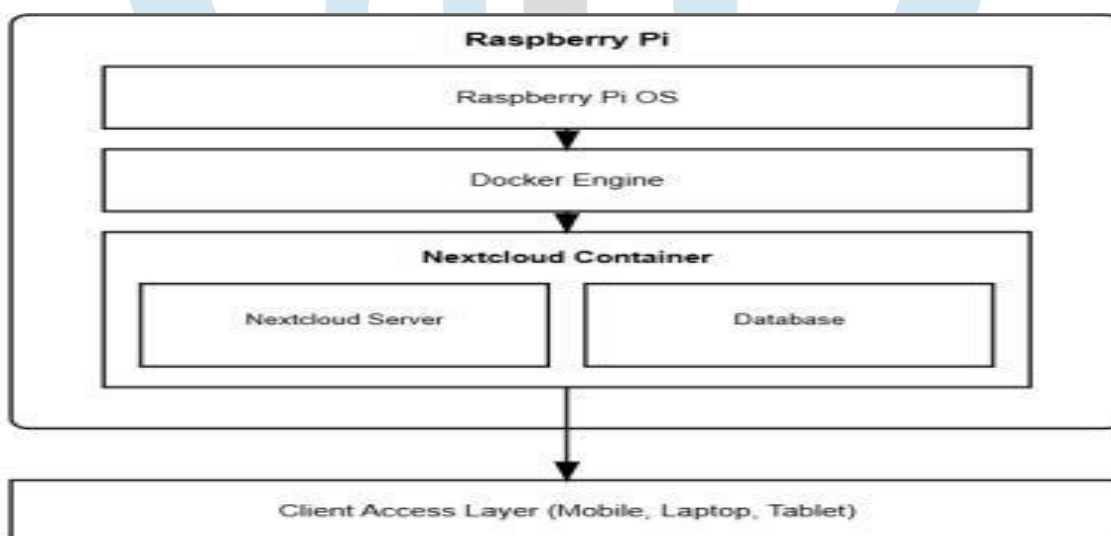 Raspberry Pi
Raspberry Pi OS
Docker Engine
Nextcloud Container
Nextcloud Server
Database
Client Access Layer (Mobile, Laptop, Tablet)